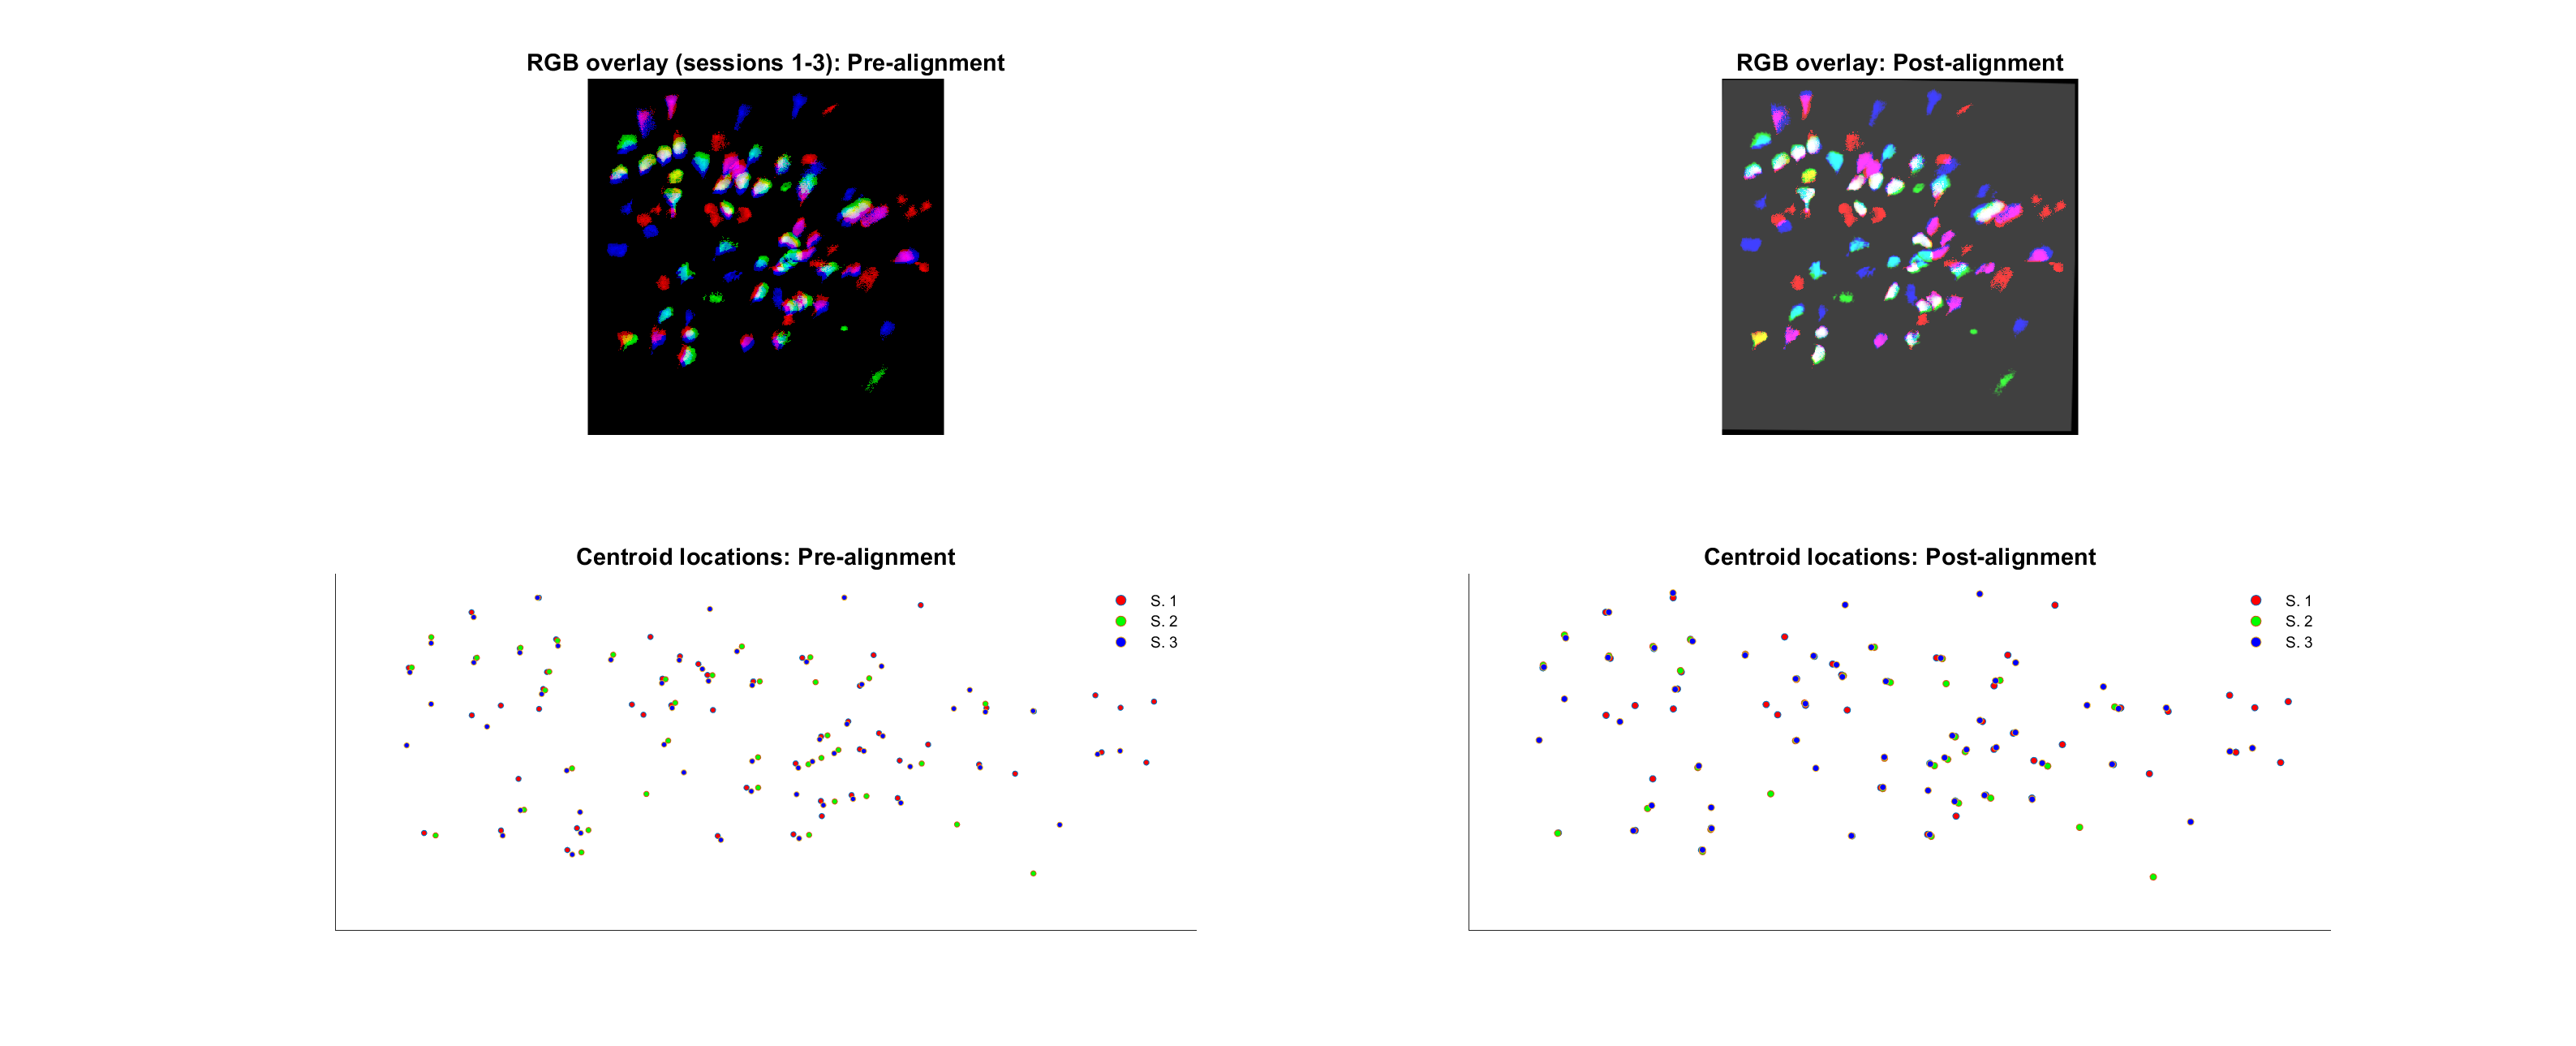 RGB overlay (sessions 1-3): Pre-alignment
RGB overlay: Post-alignment
Centroid locations: Pre-alignment
S. 1
S. 2
S. 3
Centroid locations: Post-alignment
S. 1
S. 2
S. 3